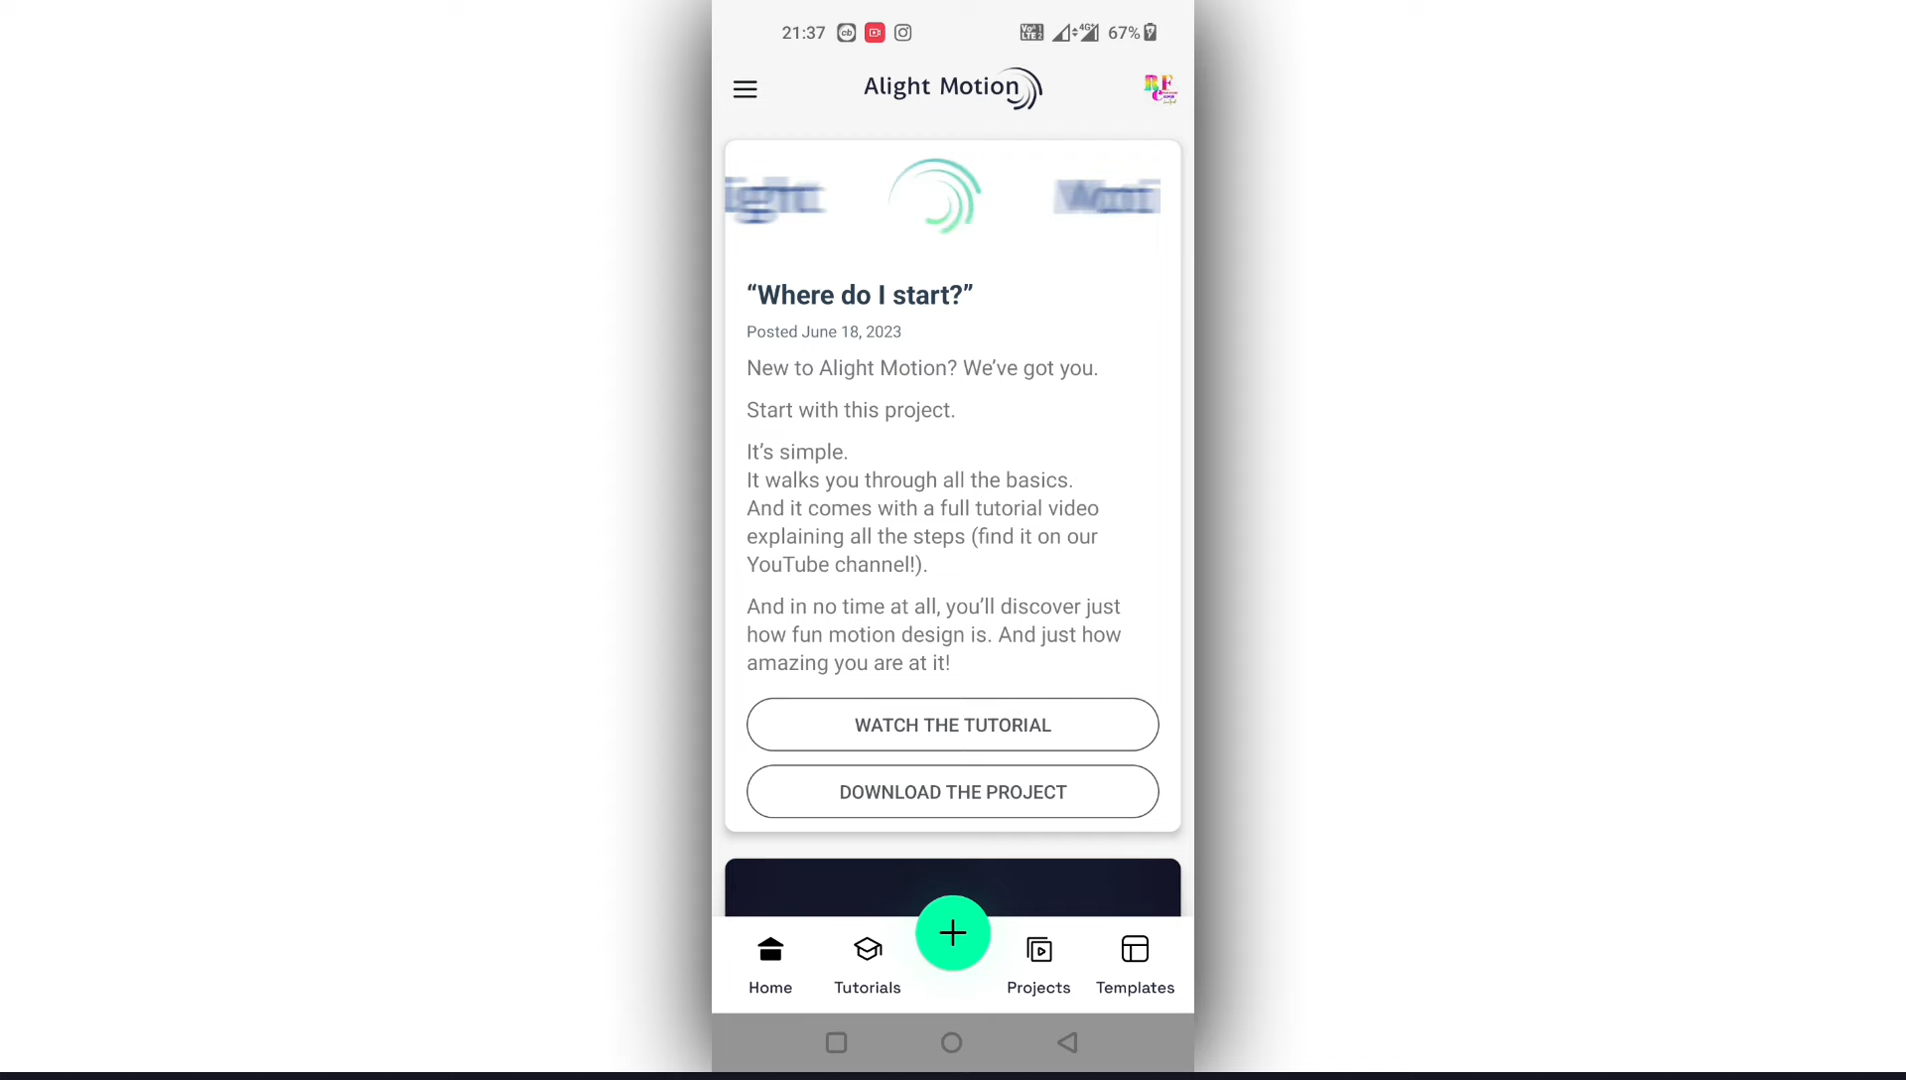 21:37
67%
Alight Motion
"Where do I start?"
Posted June 18, 2023
New to Alight Motion? We've got you.
Start with this project.
It's simple.
It walks you through all the basics.
And it comes with a full tutorial video
explaining all the steps (find it on our
YouTube channel!).
And in no time at all, you'll discover just
how fun motion design is. And just how
amazing you are at it!
WATCH THE TUTORIAL
DOWNLOAD THE PROJECT
Home
Tutorials
Projects
Templates